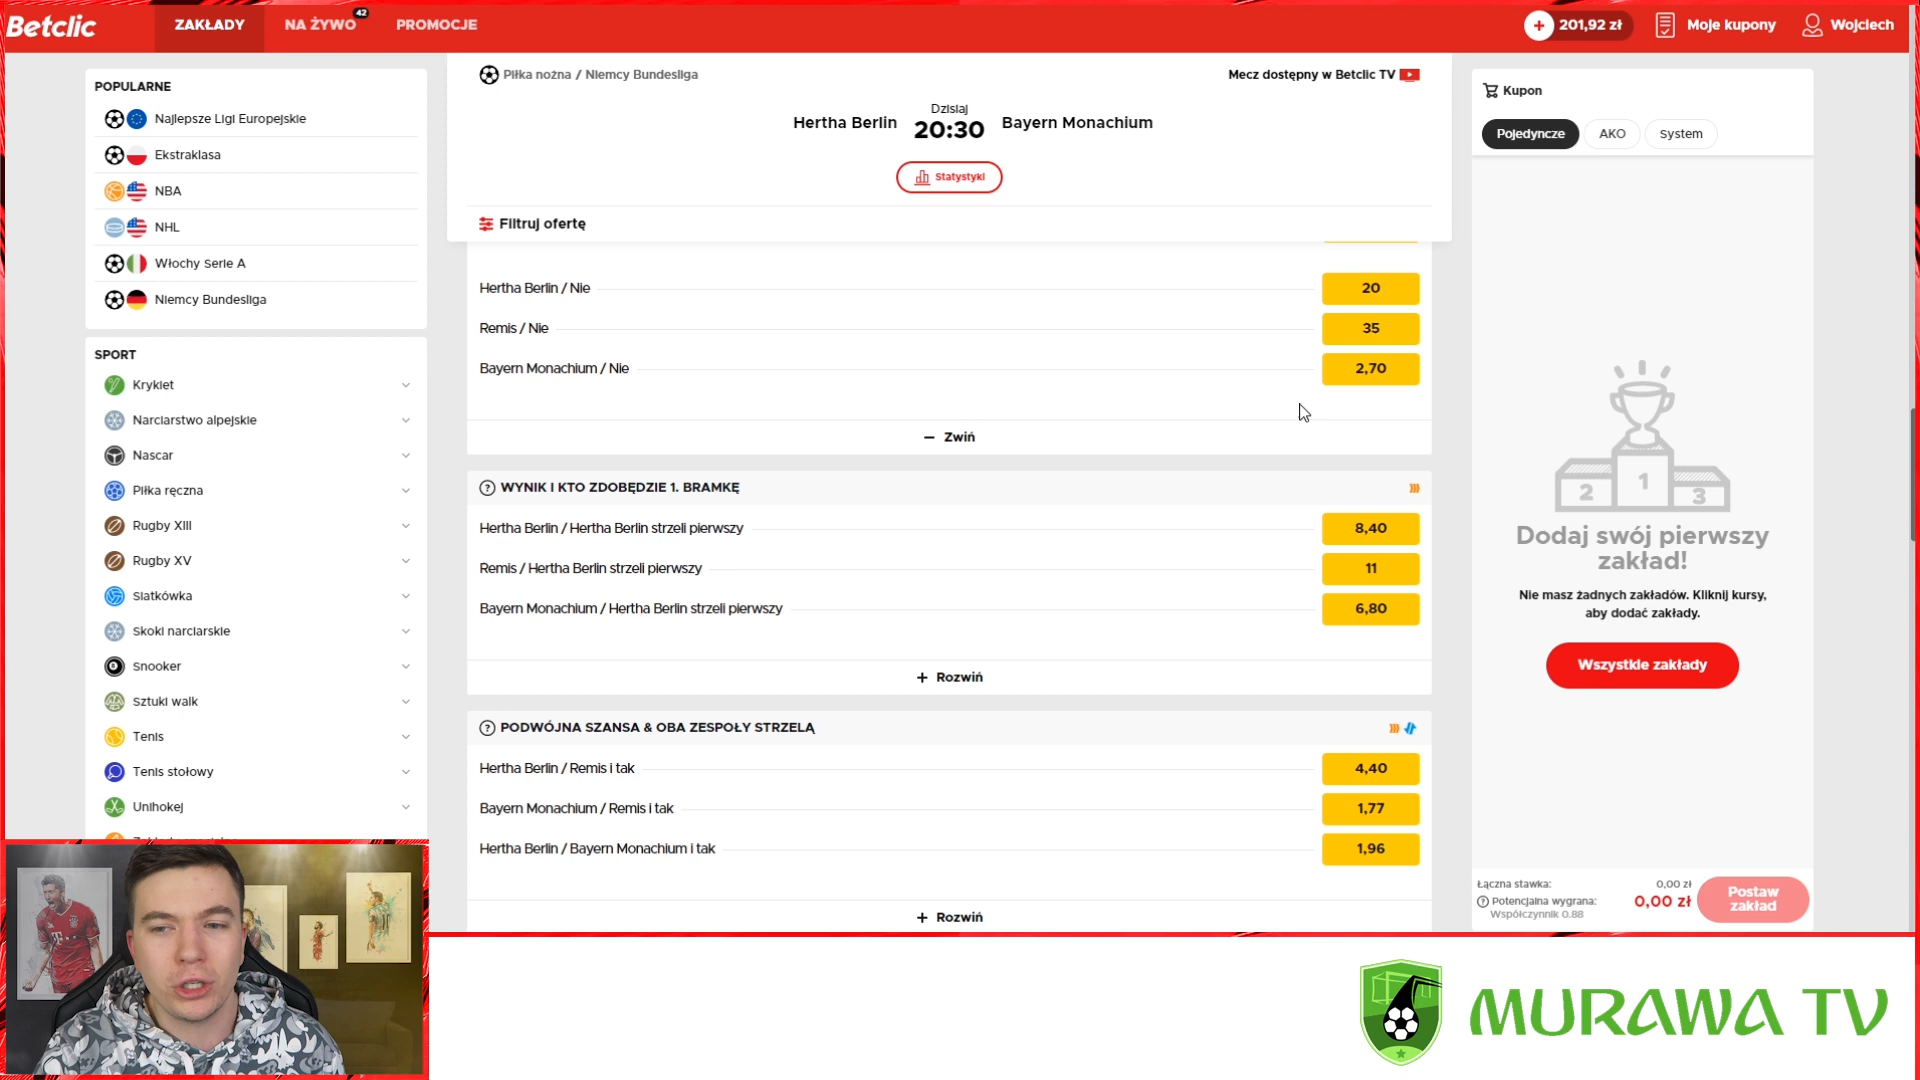 Betclic
ZAKŁADY
NA ŻYWO
42
PROMOCJE
201,92 zł
Moje kupony
Wojciech
POPULARNE
Najlepsze Ligi Europejskie
Ekstraklasa
NBA
NHL
Włochy Serie A
Niemcy Bundesliga
SPORT
Krykiet
Narciarstwo alpejskie
Nascar
Piłka ręczna
Rugby XIII
Rugby XV
Siatkówka
Skoki narciarskie
Snooker
Sztuki walk
Tenis
Tenis stołowy
Unihokej
Piłka nożna / Niemcy Bundesliga
Mecz dostępny w Betclic TV
Hertha Berlin
Dzisiaj
20:30
Bayern Monachium
Statystyki
Filtruj ofertę
Hertha Berlin / Nie
20
Remis / Nie
35
Bayern Monachium / Nie
2,70
Zwiń
WYNIK I KTO ZDOBĘDZIE 1. BRAMKĘ
Hertha Berlin / Hertha Berlin strzeli pierwszy
8,40
Remis / Hertha Berlin strzeli pierwszy
11
Bayern Monachium / Hertha Berlin strzeli pierwszy
6,80
+ Rozwiń
PODWÓJNA SZANSA & OBA ZESPOŁY STRZELĄ
Hertha Berlin / Remis i tak
4,40
Bayern Monachium / Remis i tak
1,77
Hertha Berlin / Bayern Monachium i tak
1,96
+ Rozwiń
Kupon
Pojedyncze
AKO
System
2
1
3
Dodaj swój pierwszy
zakład!
Nie masz żadnych zakładów. Kliknij kursy,
aby dodać zakłady.
Wszystkie zakłady
Łączna stawka:
0,00 zł
Potencjalna wygrana:
0,00 zł
Współczynnik 0.88
Postaw
zakład
MURAWA TV